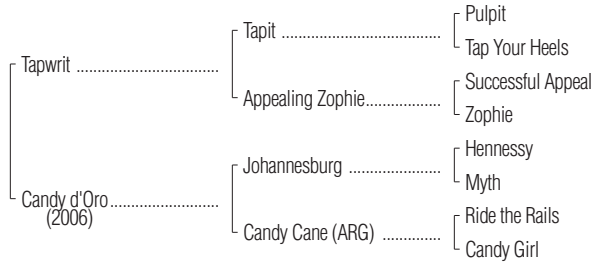 Pulpit
Tapit ......................................
Tap Your Heels
Tapwrit ...................................
Successful Appeal
Appealing Zophie..................
Zophie
Hennessy
Johannesburg ......................
Myth
Candy d'Oro..........................
(2006)
Ride the Rails
Candy Cane (ARG) ..............
Candy Girl